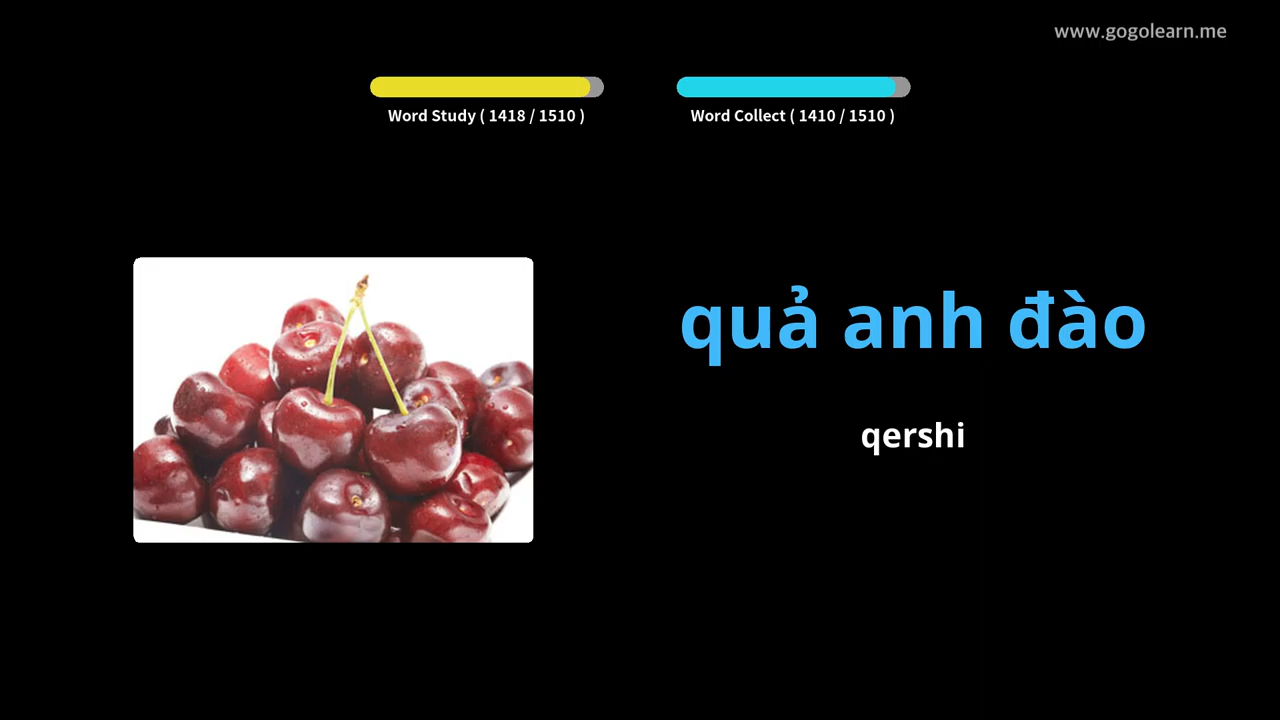 www.gogolearn.me
Word Study ( 1418 / 1510 )
Word Collect ( 1410 / 1510 )
quả anh đào
qershi